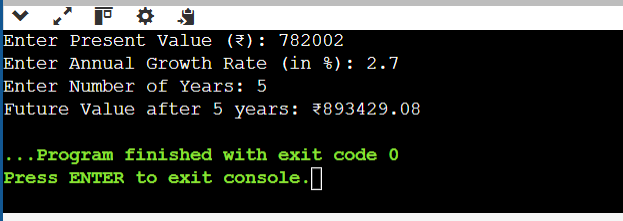 Enter Present Value (₹): 782002
Enter Annual Growth Rate (in %): 2.7
Enter Number of Years: 5
Future Value after 5 years: ₹893429.08
...Program finished with exit code 0
Press ENTER to exit console.